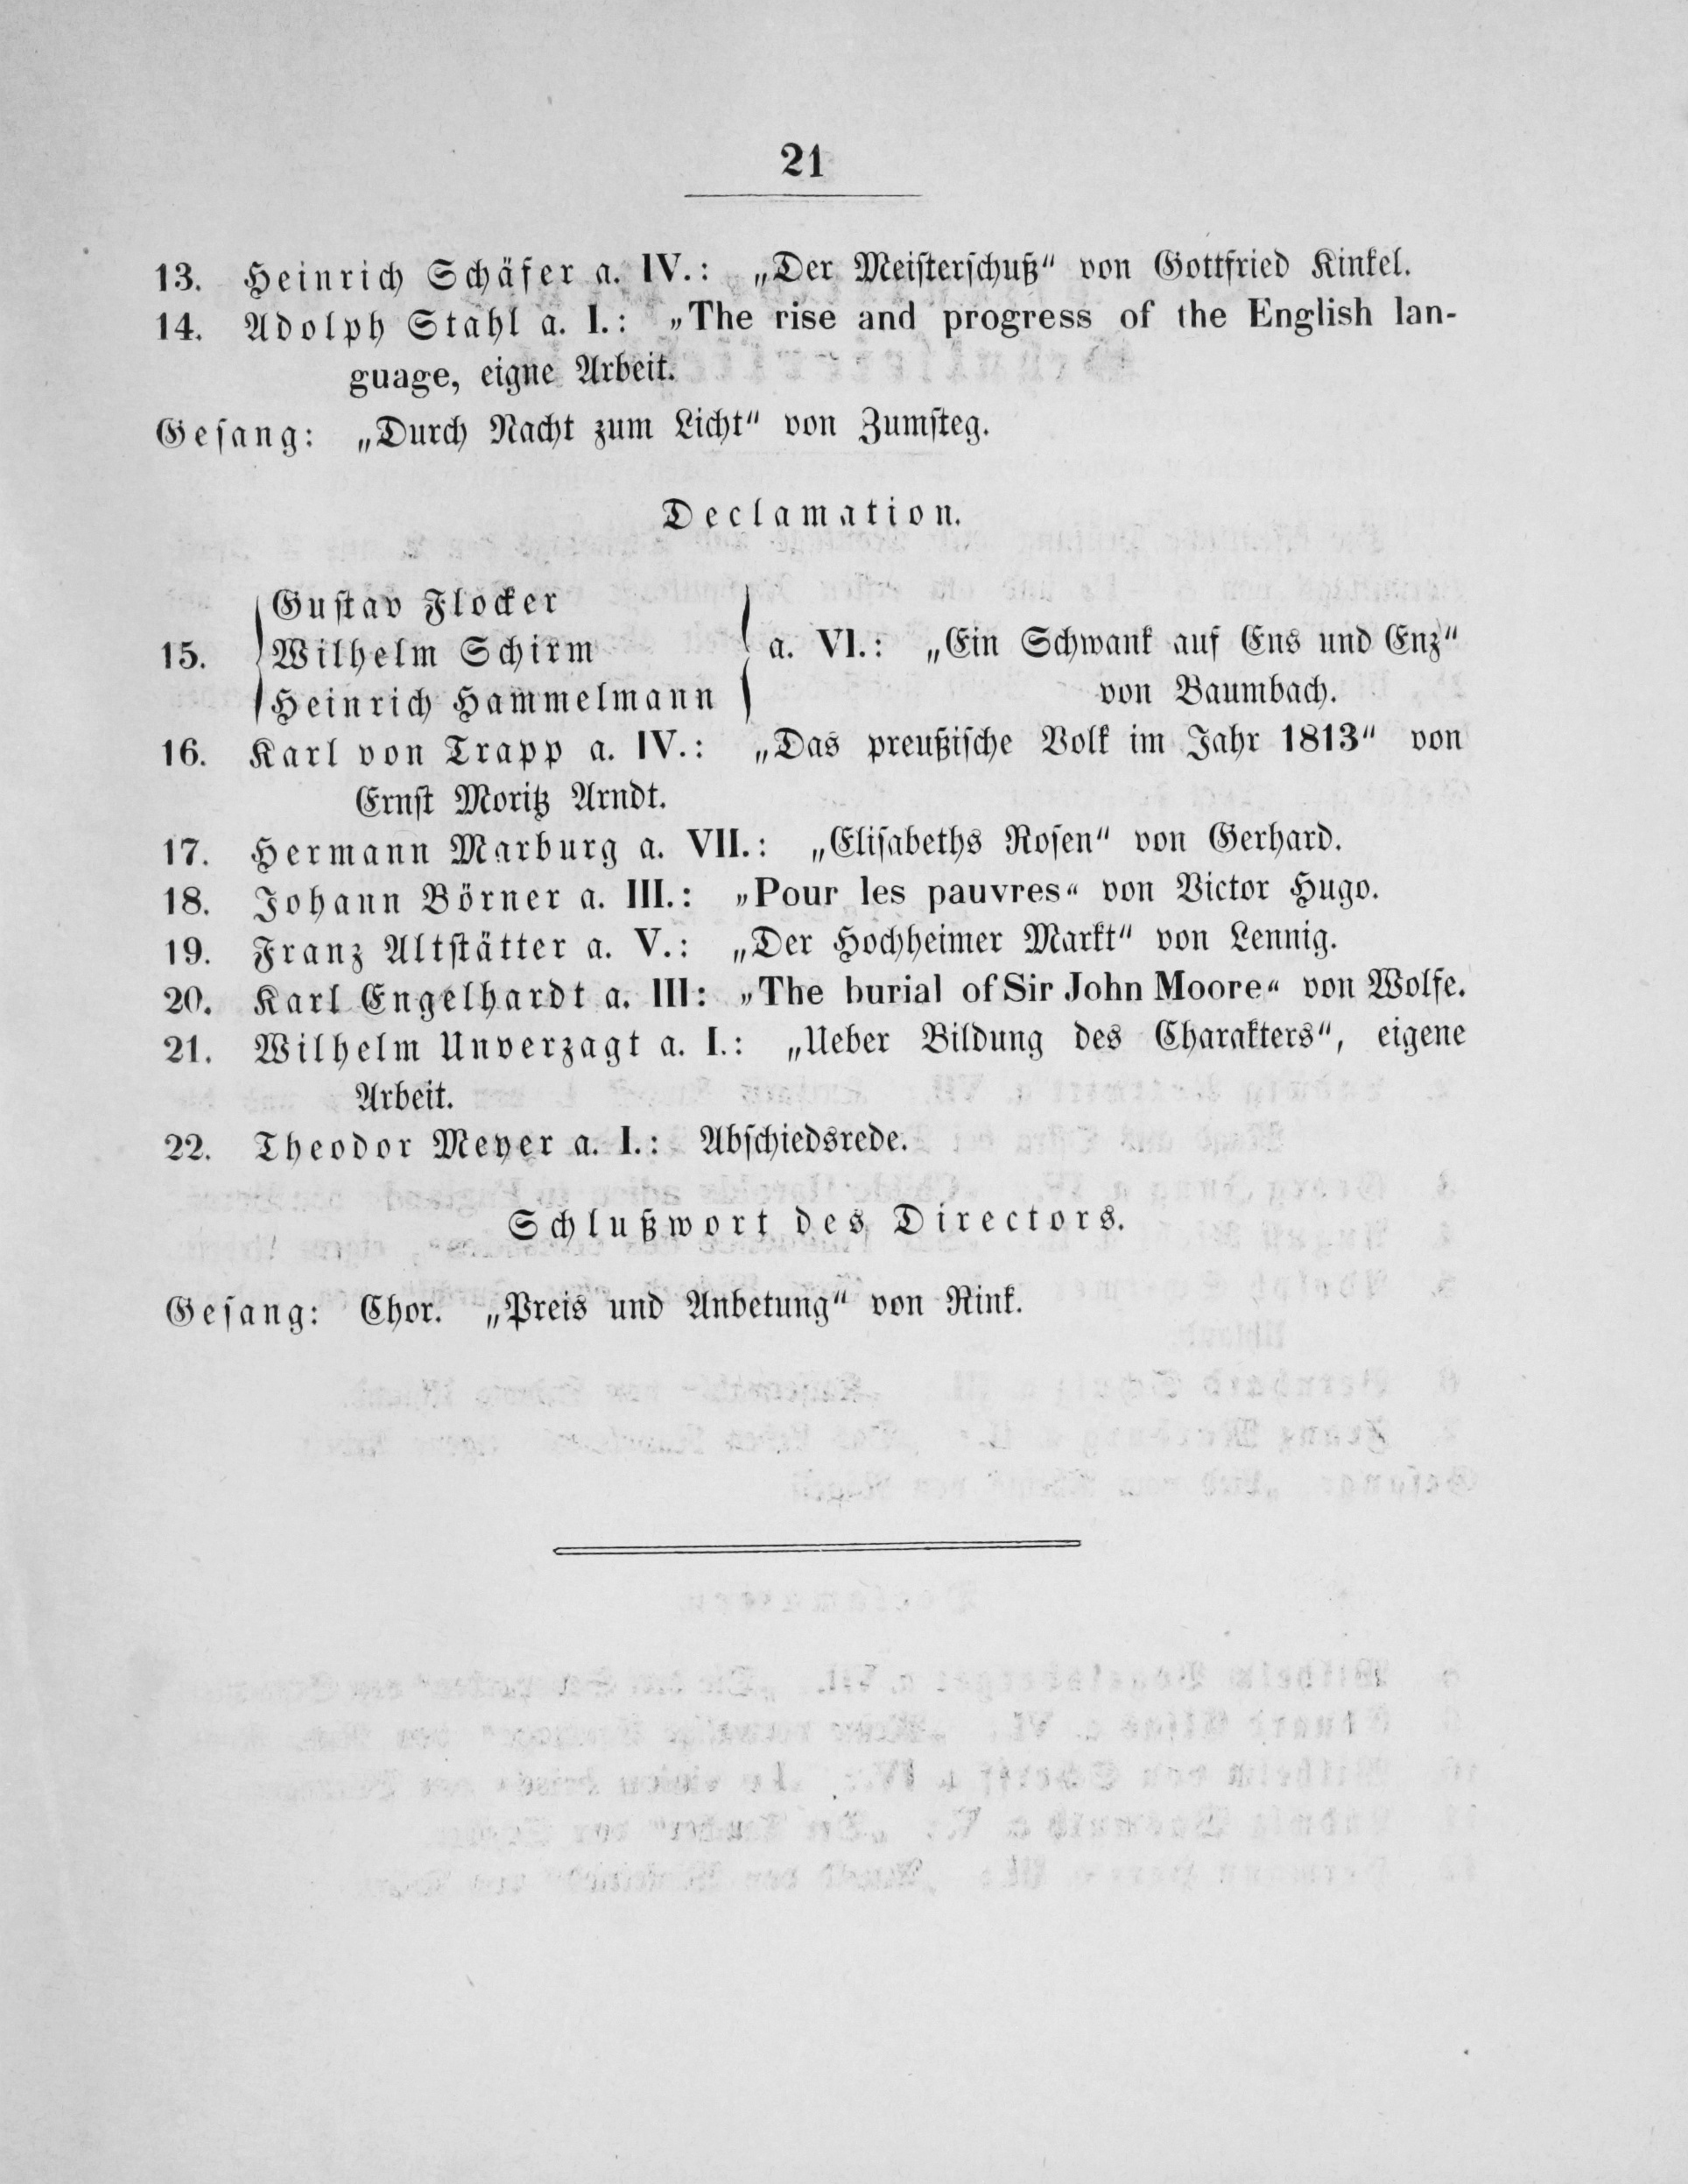 21
13. Heinrich Schäfer a. IV.: „Der Meisterschuß“ von Gottfried Kinkel.
14. Adolph Stahl a. I.: „The rise and progress of the English lan-
guage, eigne Arbeit.
Gesang: „Durch Nacht zum Licht“ von Zumsteg.
Declamation.
Gustav Flocker
15. Wilhelm Schirm a. VI.: „Ein Schwank auf Ens und Enz“
Heinrich Hammelmann von Baumbach.
16. Karl von Trapp a. IV.: „Das preußische Volk im Jahr 1813“ von
Ernst Moritz Arndt.
17. Hermann Marburg a. VII.: „Elisabeths Rosen“ von Gerhard.
18. Johann Börner a. III.: „Pour les pauvres“ von Victor Hugo.
19. Franz Altstätter a. V.: „Der Hochheimer Markt“ von Lennig.
20. Karl Engelhardt a. III: „The burial of Sir John Moore“ von Wolfe.
21. Wilhelm Unverzagt a. I.: „Ueber Bildung des Charakters“, eigene
Arbeit.
22. Theodor Meyer a. I.: Abschiedsrede.
Schlußwort des Directors.
Gesang: Chor. „Preis und Anbetung“ von Rink.